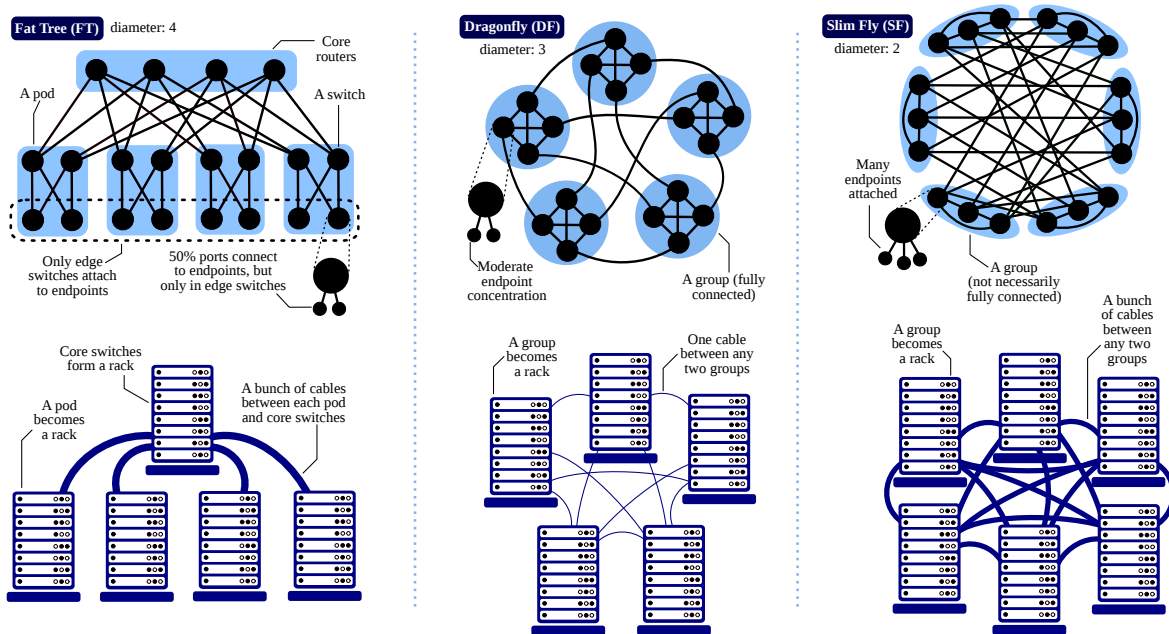 Fat Tree (FT)
diameter: 4
Core
routers
A pod
A switch
Only edge
switches attach
to endpoints
50% ports connect
to endpoints, but
only in edge switches
Core switches
form a rack
A pod
becomes
a rack
A bunch of cables
between each pod
and core switches
Dragonfly (DF)
diameter: 3
Moderate
endpoint
concentration
A group (fully
connected)
A group
becomes
a rack
One cable
between any
two groups
Slim Fly (SF)
diameter: 2
Many
endpoints
attached
A group
(not necessarily
fully connected)
A group
becomes
a rack
A bunch
of cables
between
any two
groups